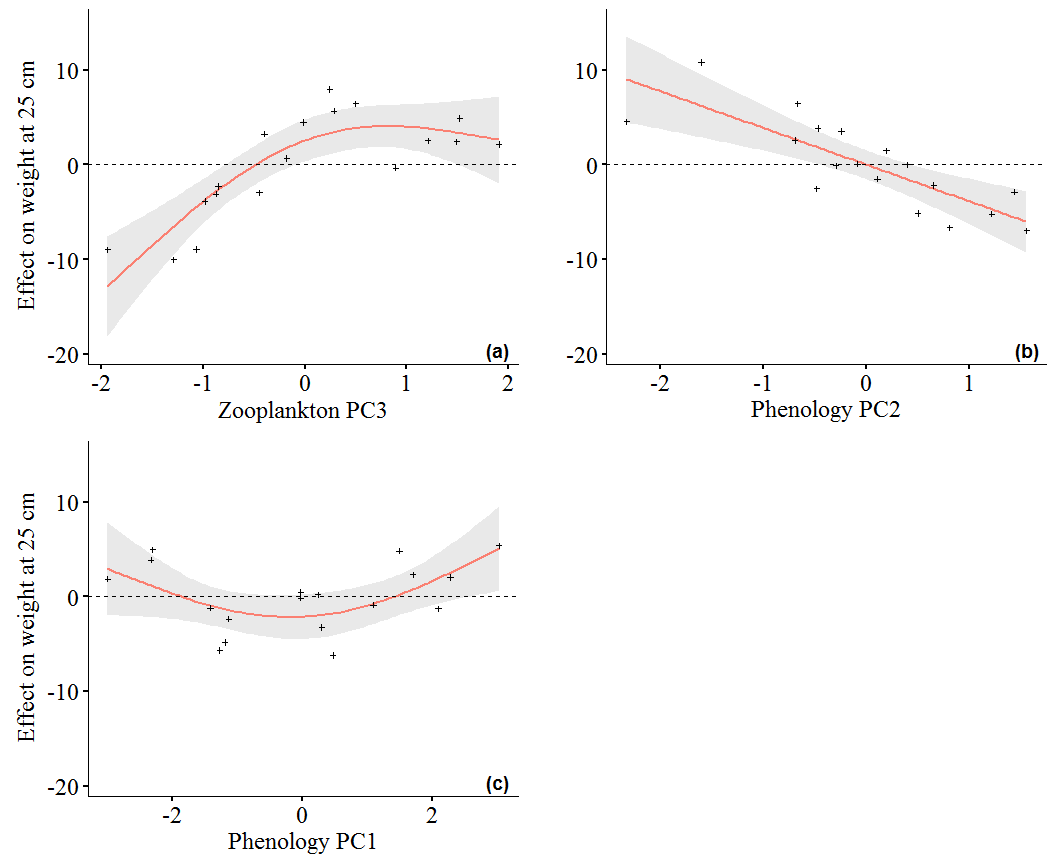 Effect on weight at 25 cm
10
0
-10
-20
(a)
-2 -1 0 1 2
Zooplankton PC3
10
0
-10
-20
(b)
-2 -1 0 1
Phenology PC2
Effect on weight at 25 cm
10
0
-10
-20
(c)
-2 0 2
Phenology PC1